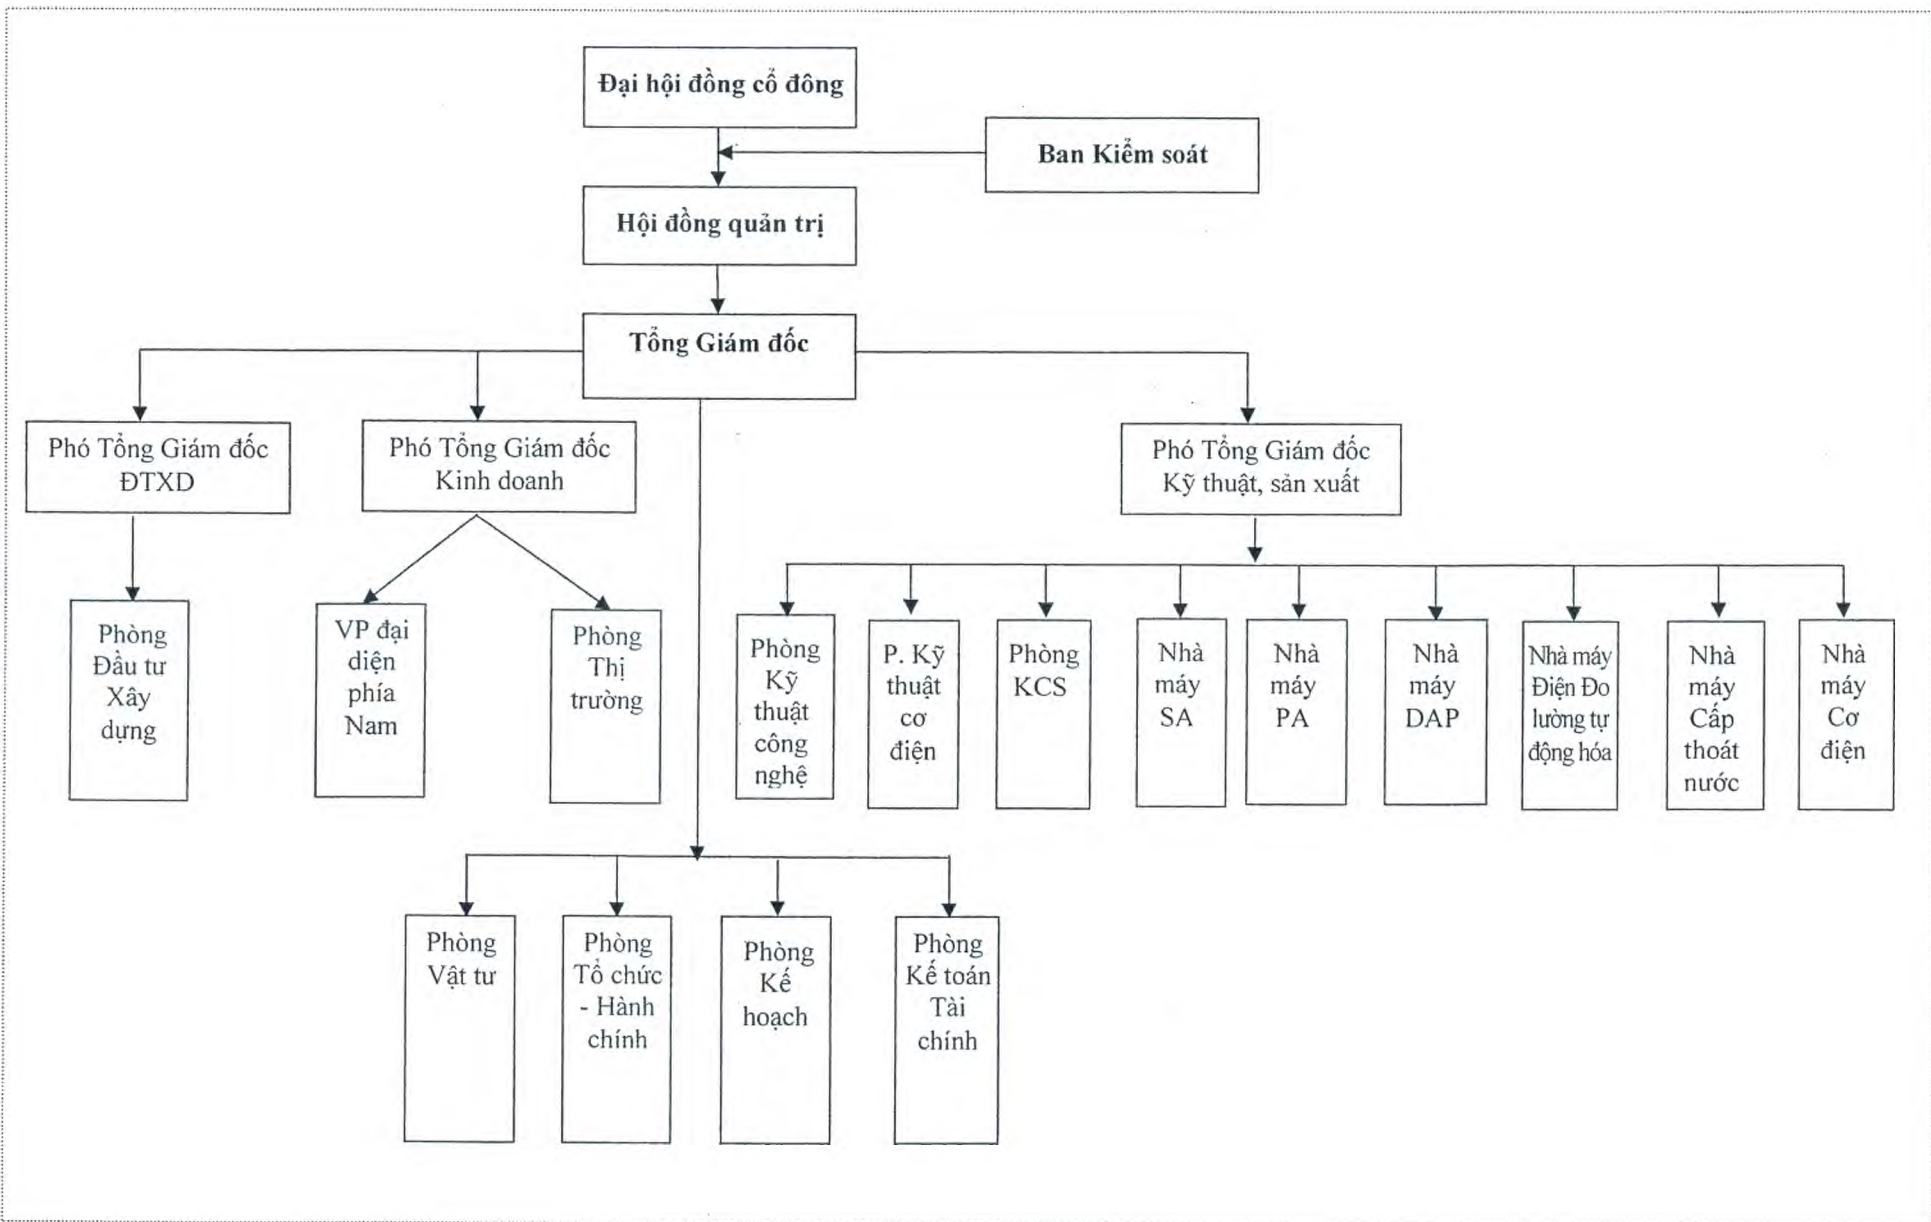 Đại hội đồng cổ đông
Ban Kiểm soát
Hội đồng quản trị
Tổng Giám đốc
Phó Tổng Giám đốc
ĐTXD
Phó Tổng Giám đốc
Kinh doanh
Phó Tổng Giám đốc
Kỹ thuật, sản xuất
Phòng
Đầu tư
Xây
dựng
VP đại
diện
phía
Nam
Phòng
Thị
trường
Phòng
Kỹ
thuật
công
nghệ
P. Kỹ
thuật
cơ
điện
Phòng
KCS
Nhà
máy
SA
Nhà
máy
PA
Nhà
máy
DAP
Nhà máy
Điện Đo
lường tự
động hóa
Nhà
máy
Cấp
thoát
nước
Nhà
máy
Cơ
điện
Phòng
Vật tư
Phòng
Tổ chức
- Hành
chính
Phòng
Kế
hoạch
Phòng
Kế toán
Tài
chính